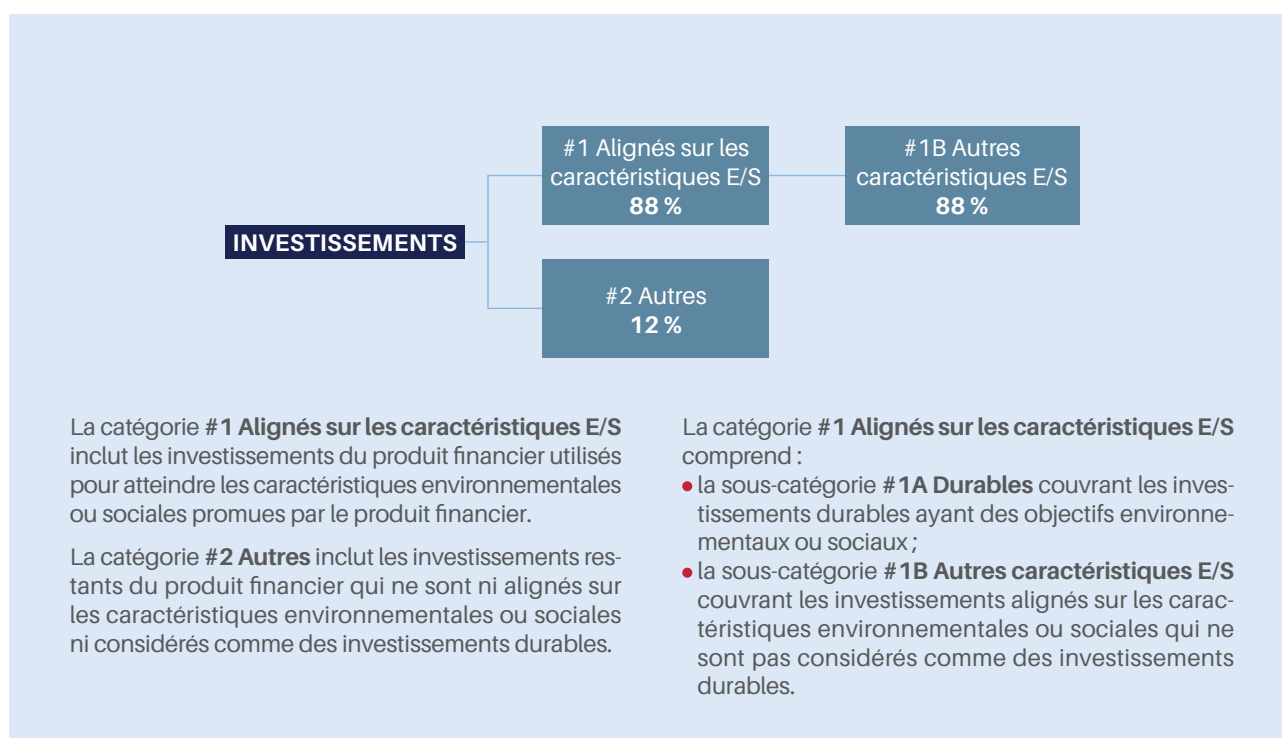 #1 Alignés sur les
caractéristiques E/S
88 %
#1B Autres
caractéristiques E/S
88 %
INVESTISSEMENTS
#2 Autres
12 %
La catégorie #1 Alignés sur les caractéristiques E/S
inclut les investissements du produit financier utilisés
pour atteindre les caractéristiques environnementales
ou sociales promues par le produit financier.
La catégorie #2 Autres inclut les investissements res-
tants du produit financier qui ne sont ni alignés sur
les caractéristiques environnementales ou sociales
ni considérés comme des investissements durables.
La catégorie #1 Alignés sur les caractéristiques E/S
comprend :
• la sous-catégorie #1A Durables couvrant les inves-
tissements durables ayant des objectifs environne-
mentaux ou sociaux ;
• la sous-catégorie #1B Autres caractéristiques E/S
couvrant les investissements alignés sur les carac-
téristiques environnementales ou sociales qui ne
sont pas considérés comme des investissements
durables.